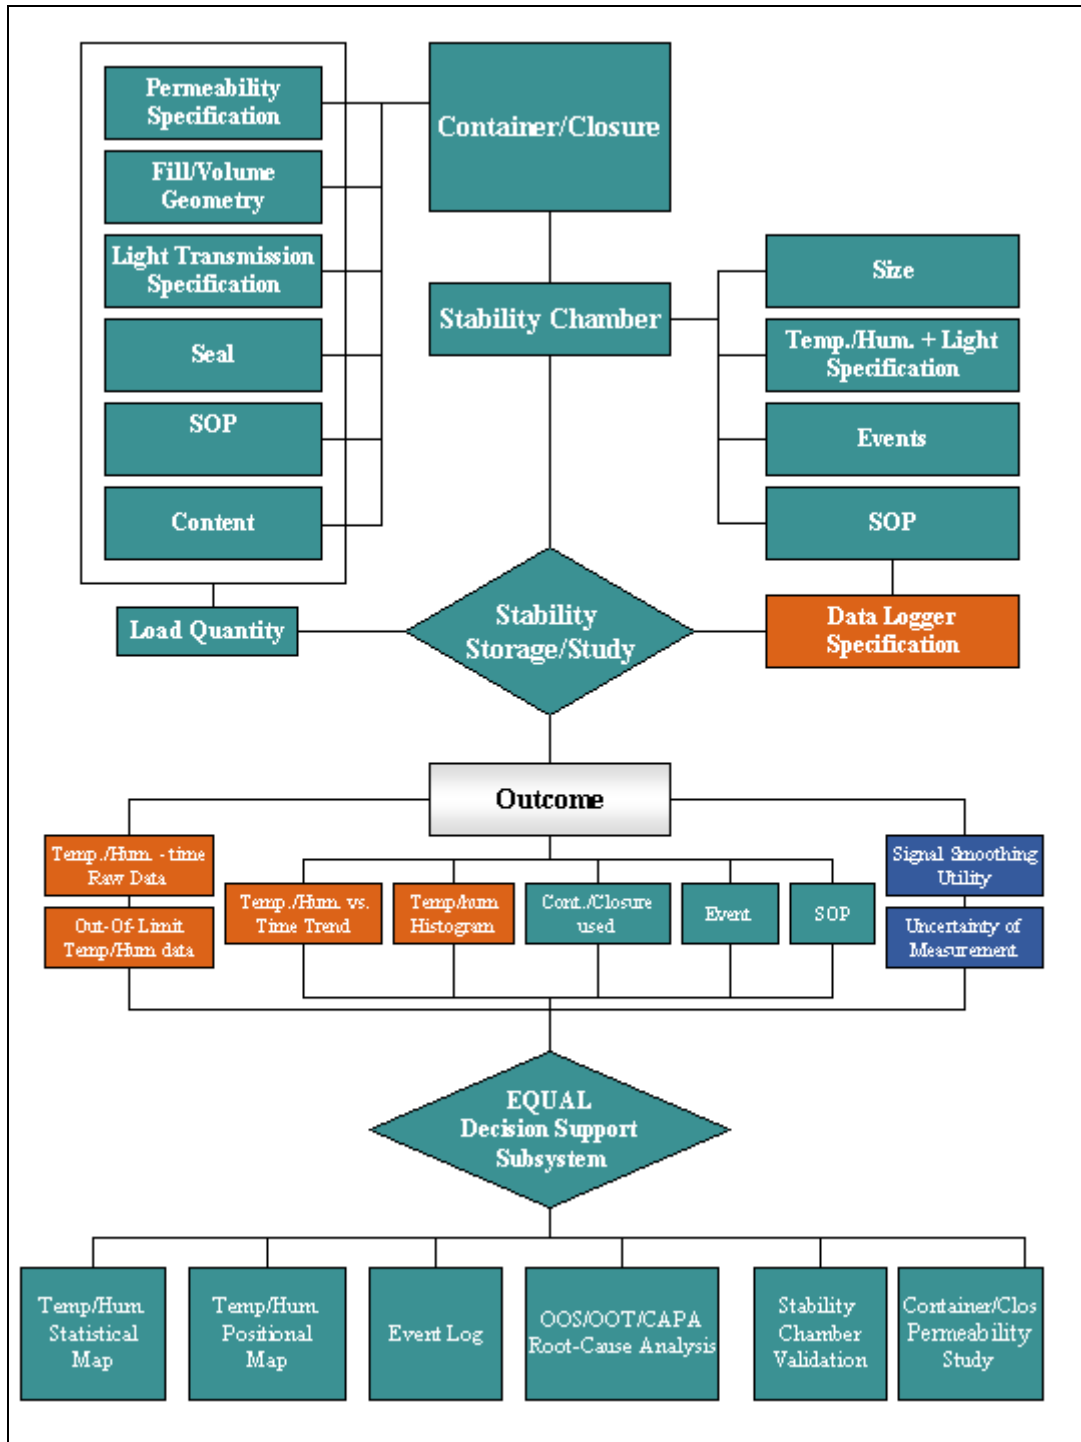 Permeability
Specification
Container/Closure
Fill/Volume
Geometry
Light Transmission
Specification
Size
Stability Chamber
Seal
Temp./Hum. + Light
Specification
SOP
Events
Content
SOP
Load Quantity
Stability
Storage/Study
Data Logger
Specification
Outcome
Temp./Hum. - time
Raw Data
Out-Of-Limit
Temp/Hum data
Temp./Hum. vs.
Time Trend
Temp/hum
Histogram
Cont./Closure
used
Event
SOP
Signal Smoothing
Utility
Uncertainty of
Measurement
EQUAL
Decision Support
Subsystem
Temp/Hum.
Statistical
Map
Temp/Hum.
Positional
Map
Event Log
OOS/OOT/CAPA
Root-Cause Analysis
Stability
Chamber
Validation
Container/Clos
Permeability
Study